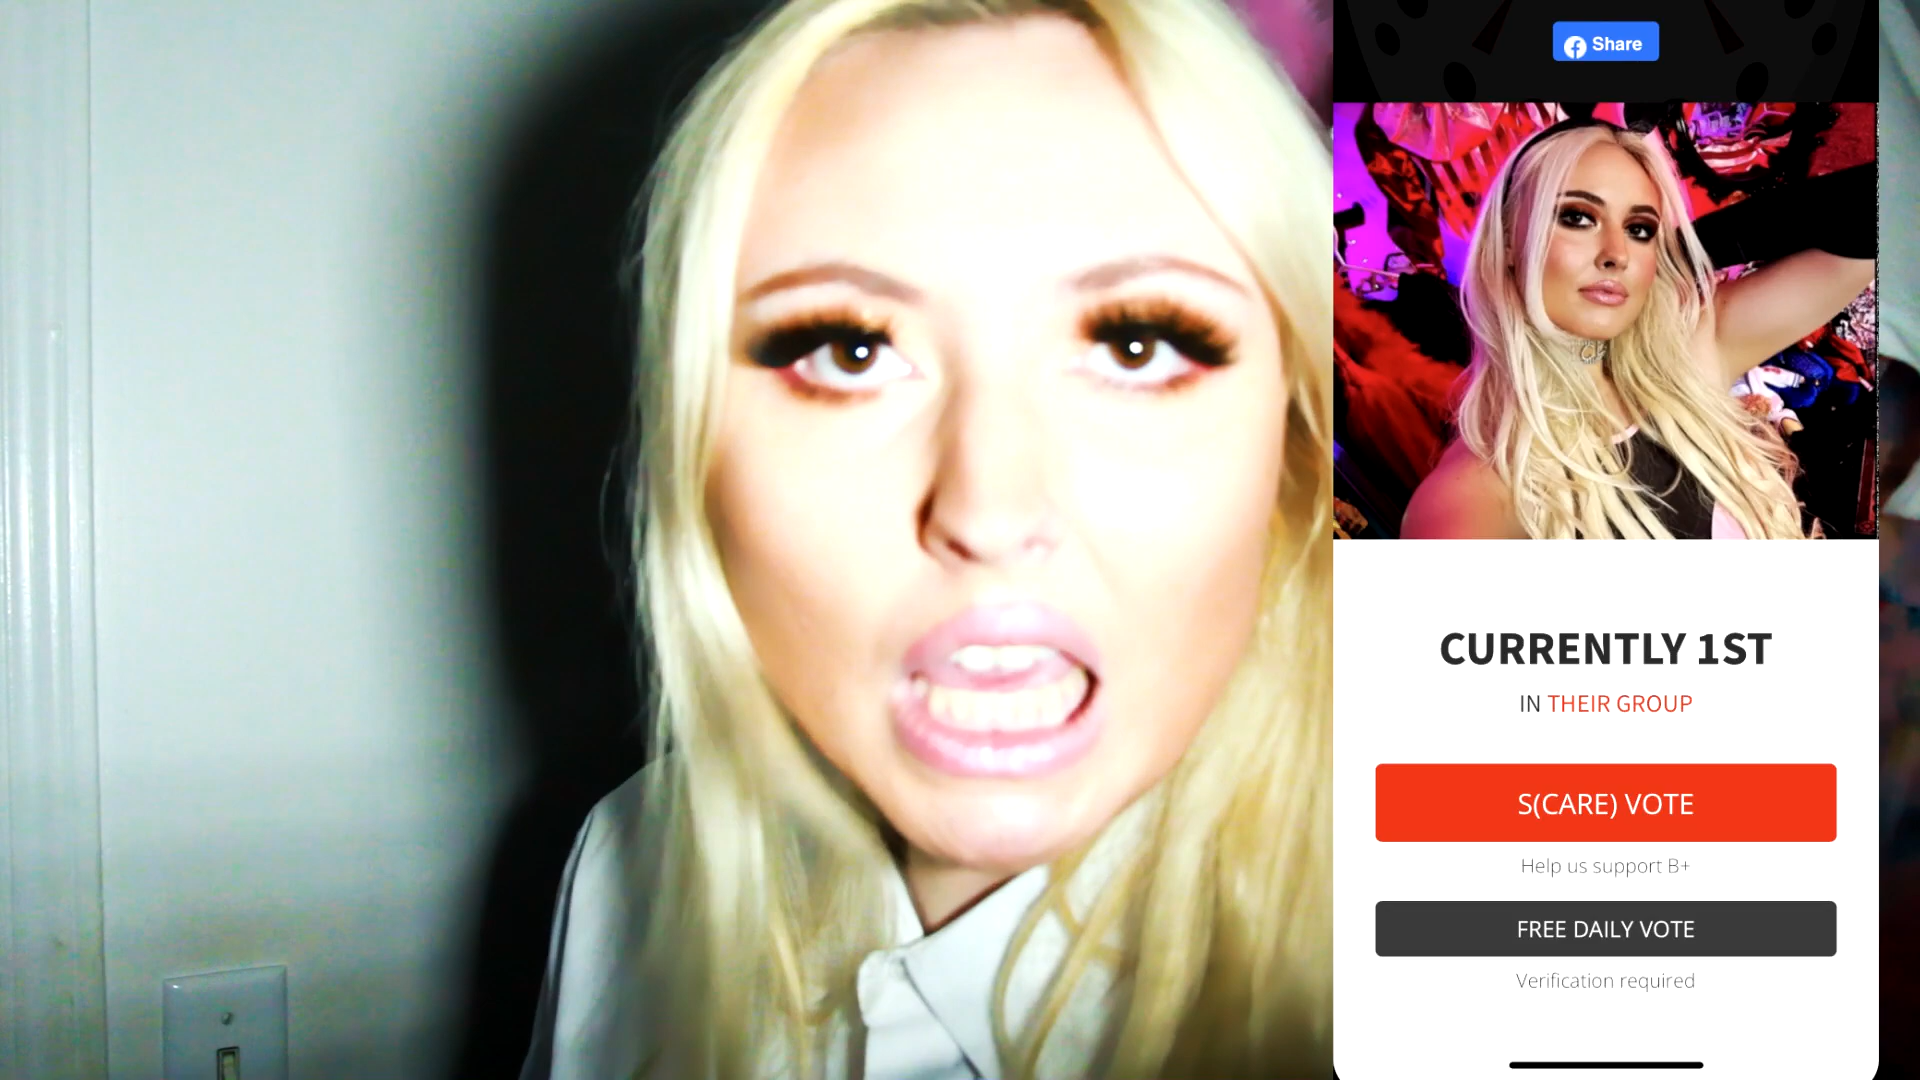 Share
CURRENTLY 1ST
IN THEIR GROUP
S(CARE) VOTE
Help us support B+
FREE DAILY VOTE
Verification required